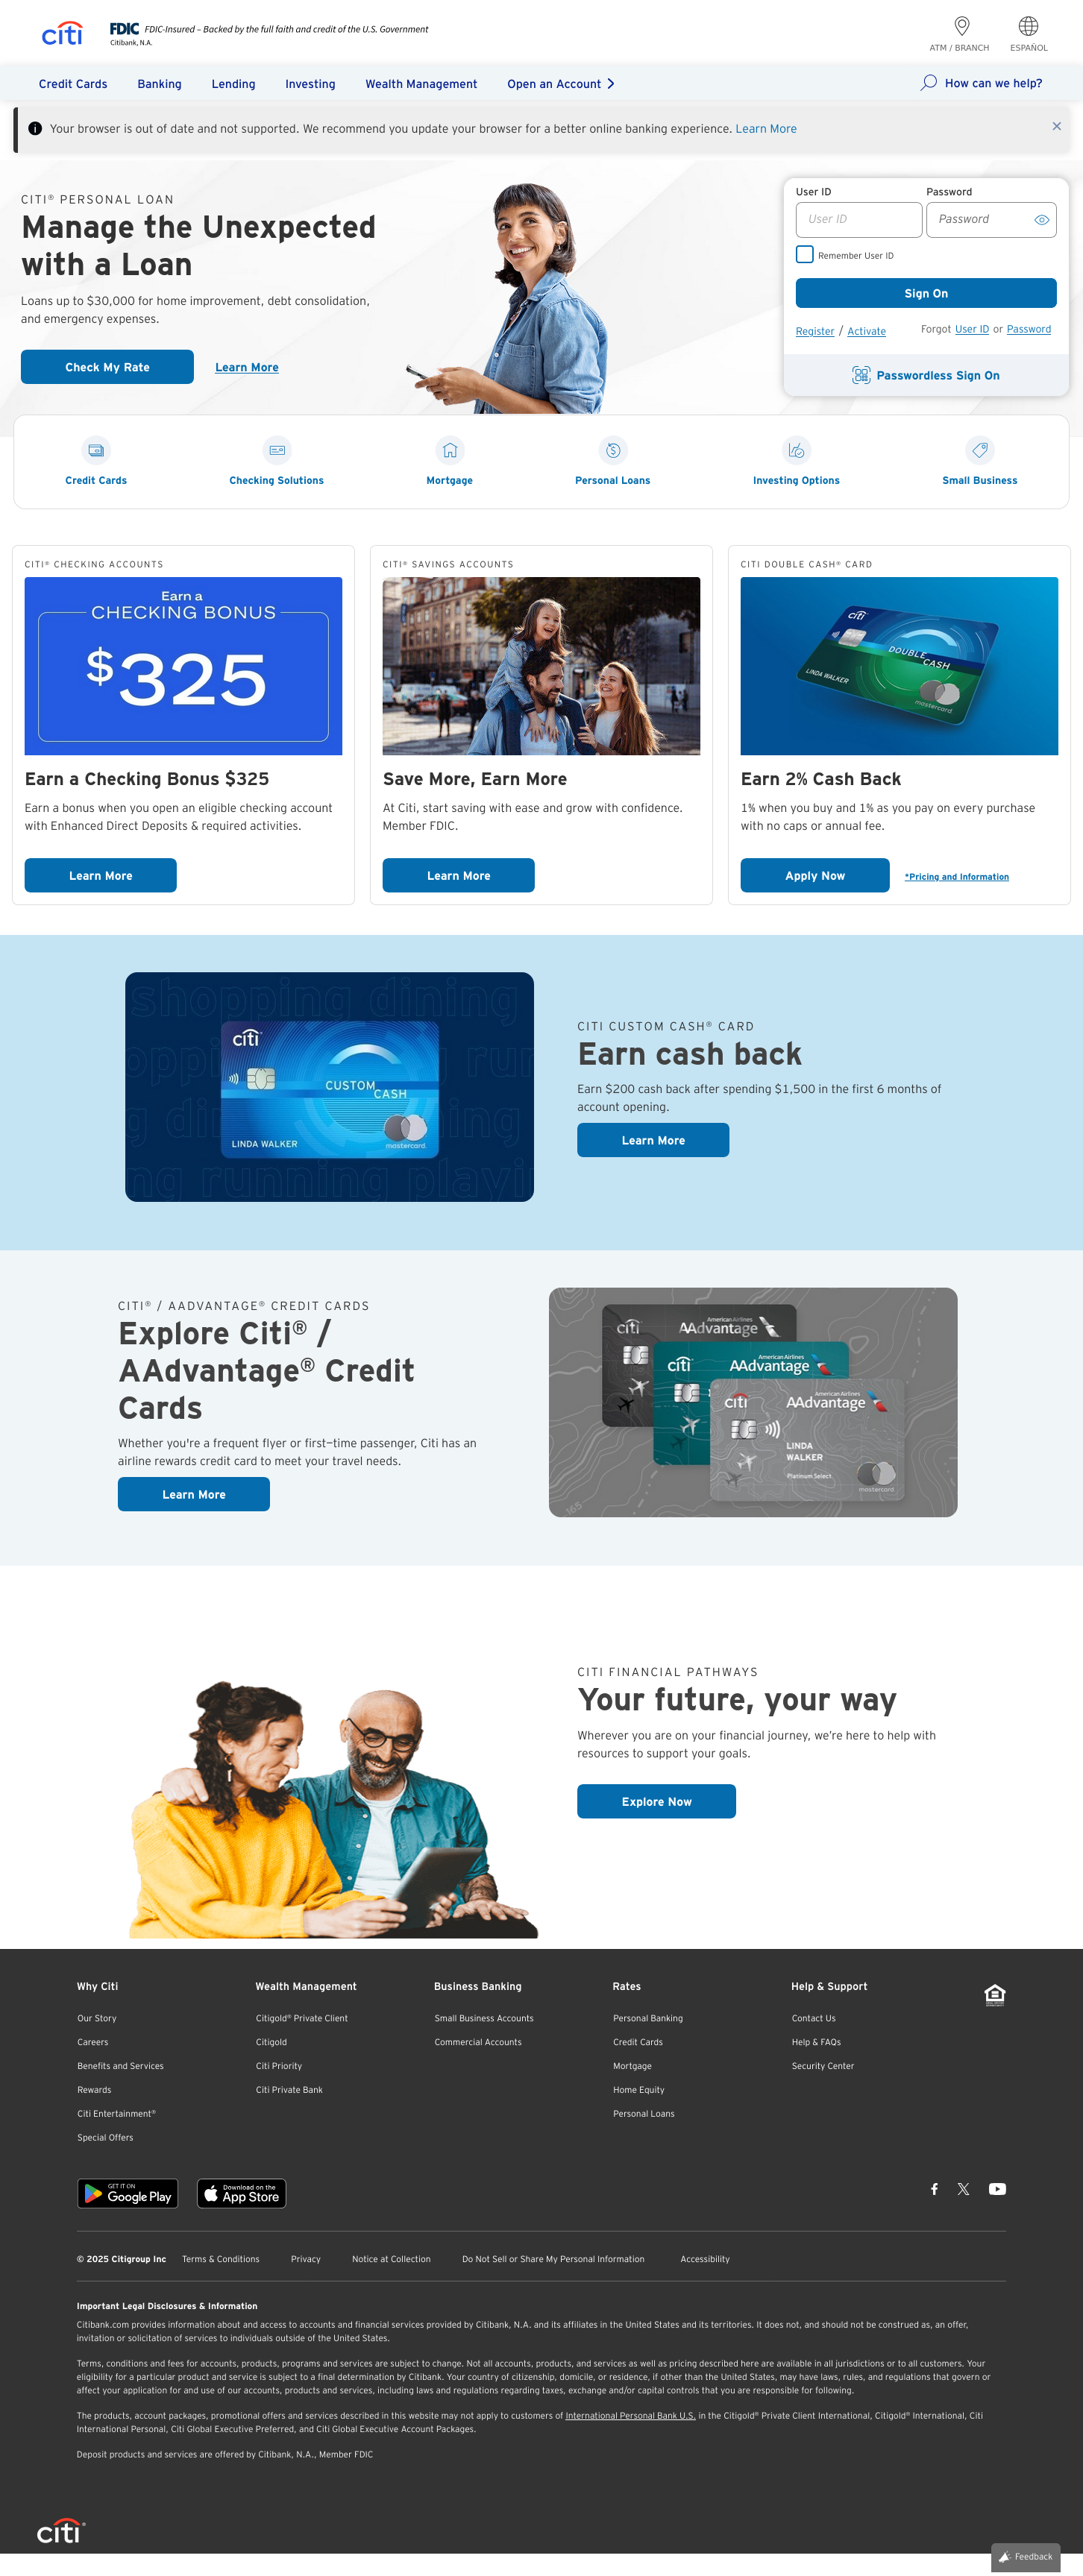 citi
FDIC FDIC-Insured – Backed by the full faith and credit of the U.S. Government
Citibank, N.A.
ATM / BRANCH
ESPAÑOL
Credit Cards
Banking
Lending
Investing
Wealth Management
Open an Account
How can we help?
Your browser is out of date and not supported. We recommend you update your browser for a better online banking experience. Learn More
CITI® PERSONAL LOAN
Manage the Unexpected
with a Loan
Loans up to $30,000 for home improvement, debt consolidation,
and emergency expenses.
Check My Rate
Learn More
User ID
Password
User ID
Password
Remember User ID
Sign On
Register / Activate
Forgot User ID or Password
Passwordless Sign On
Credit Cards
Checking Solutions
Mortgage
Personal Loans
Investing Options
Small Business
CITI® CHECKING ACCOUNTS
Earn a
CHECKING BONUS
$325
Earn a Checking Bonus $325
Earn a bonus when you open an eligible checking account
with Enhanced Direct Deposits & required activities.
Learn More
CITI® SAVINGS ACCOUNTS
Save More, Earn More
At Citi, start saving with ease and grow with confidence.
Member FDIC.
Learn More
CITI DOUBLE CASH® CARD
citi
DOUBLE
CASH
LINDA WALKER
mastercard
Earn 2% Cash Back
1% when you buy and 1% as you pay on every purchase
with no caps or annual fee.
Apply Now
*Pricing and Information
shopping dining
citi
CUSTOM
CASH
LINDA WALKER
mastercard
ng running playi
CITI CUSTOM CASH® CARD
Earn cash back
Earn $200 cash back after spending $1,500 in the first 6 months of
account opening.
Learn More
CITI® / AADVANTAGE® CREDIT CARDS
Explore Citi® /
AAdvantage® Credit
Cards
Whether you're a frequent flyer or first–time passenger, Citi has an
airline rewards credit card to meet your travel needs.
Learn More
citi
American Airlines
AAdvantage
citi
American Airlines
AAdvantage
citi
American Airlines
AAdvantage
LINDA
WALKER
Platinum Select
mastercard
165
CITI FINANCIAL PATHWAYS
Your future, your way
Wherever you are on your financial journey, we’re here to help with
resources to support your goals.
Explore Now
Why Citi
Our Story
Careers
Benefits and Services
Rewards
Citi Entertainment®
Special Offers
Wealth Management
Citigold® Private Client
Citigold
Citi Priority
Citi Private Bank
Business Banking
Small Business Accounts
Commercial Accounts
Rates
Personal Banking
Credit Cards
Mortgage
Home Equity
Personal Loans
Help & Support
Contact Us
Help & FAQs
Security Center
GET IT ON
Google Play
Download on the
App Store
© 2025 Citigroup Inc
Terms & Conditions
Privacy
Notice at Collection
Do Not Sell or Share My Personal Information
Accessibility
Important Legal Disclosures & Information
Citibank.com provides information about and access to accounts and financial services provided by Citibank, N.A. and its affiliates in the United States and its territories. It does not, and should not be construed as, an offer,
invitation or solicitation of services to individuals outside of the United States.
Terms, conditions and fees for accounts, products, programs and services are subject to change. Not all accounts, products, and services as well as pricing described here are available in all jurisdictions or to all customers. Your
eligibility for a particular product and service is subject to a final determination by Citibank. Your country of citizenship, domicile, or residence, if other than the United States, may have laws, rules, and regulations that govern or
affect your application for and use of our accounts, products and services, including laws and regulations regarding taxes, exchange and/or capital controls that you are responsible for following.
The products, account packages, promotional offers and services described in this website may not apply to customers of International Personal Bank U.S. in the Citigold® Private Client International, Citigold® International, Citi
International Personal, Citi Global Executive Preferred, and Citi Global Executive Account Packages.
Deposit products and services are offered by Citibank, N.A., Member FDIC
citi®
Feedback